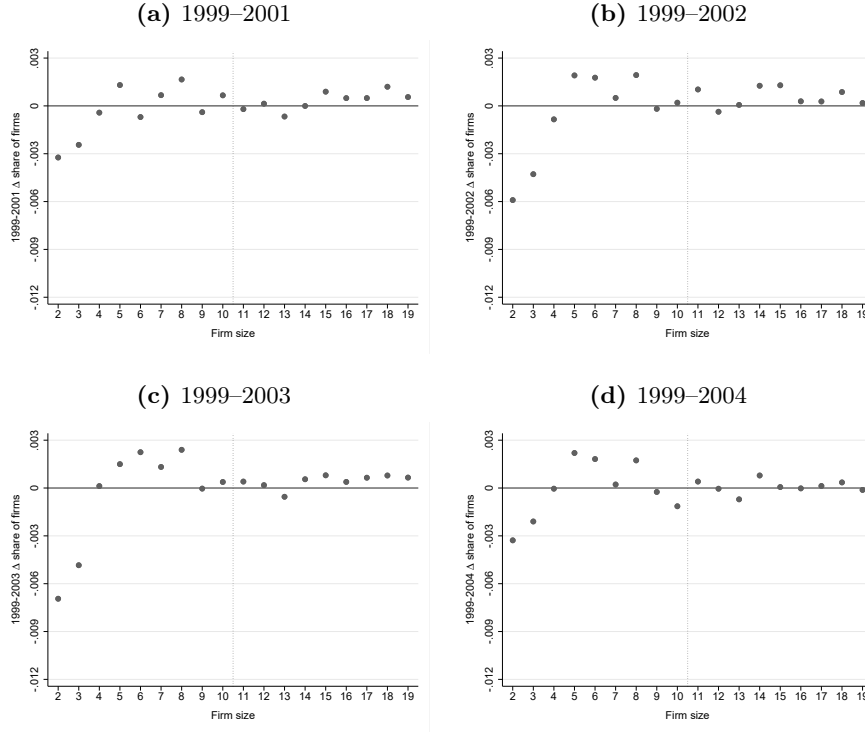 (a) 1999–2001
1999-2001 Δ share of firms
.003
0
-.003
-.006
-.009
-.012
2 3 4 5 6 7 8 9 10 11 12 13 14 15 16 17 18 19
Firm size
(b) 1999–2002
1999-2002 Δ share of firms
.003
0
-.003
-.006
-.009
-.012
2 3 4 5 6 7 8 9 10 11 12 13 14 15 16 17 18 19
Firm size
(c) 1999–2003
1999-2003 Δ share of firms
.003
0
-.003
-.006
-.009
-.012
2 3 4 5 6 7 8 9 10 11 12 13 14 15 16 17 18 19
Firm size
(d) 1999–2004
1999-2004 Δ share of firms
.003
0
-.003
-.006
-.009
-.012
2 3 4 5 6 7 8 9 10 11 12 13 14 15 16 17 18 19
Firm size